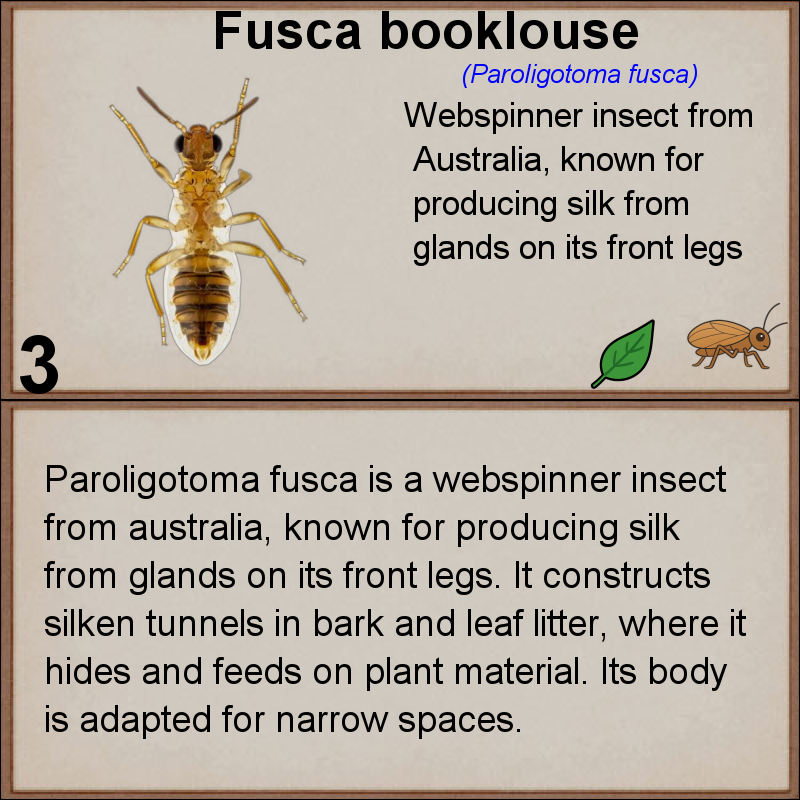 Fusca booklouse
(Paroligotoma fusca)
Webspinner insect from
Australia, known for
producing silk from
glands on its front legs
3
Paroligotoma fusca is a webspinner insect
from australia, known for producing silk
from glands on its front legs. It constructs
silken tunnels in bark and leaf litter, where it
hides and feeds on plant material. Its body
is adapted for narrow spaces.